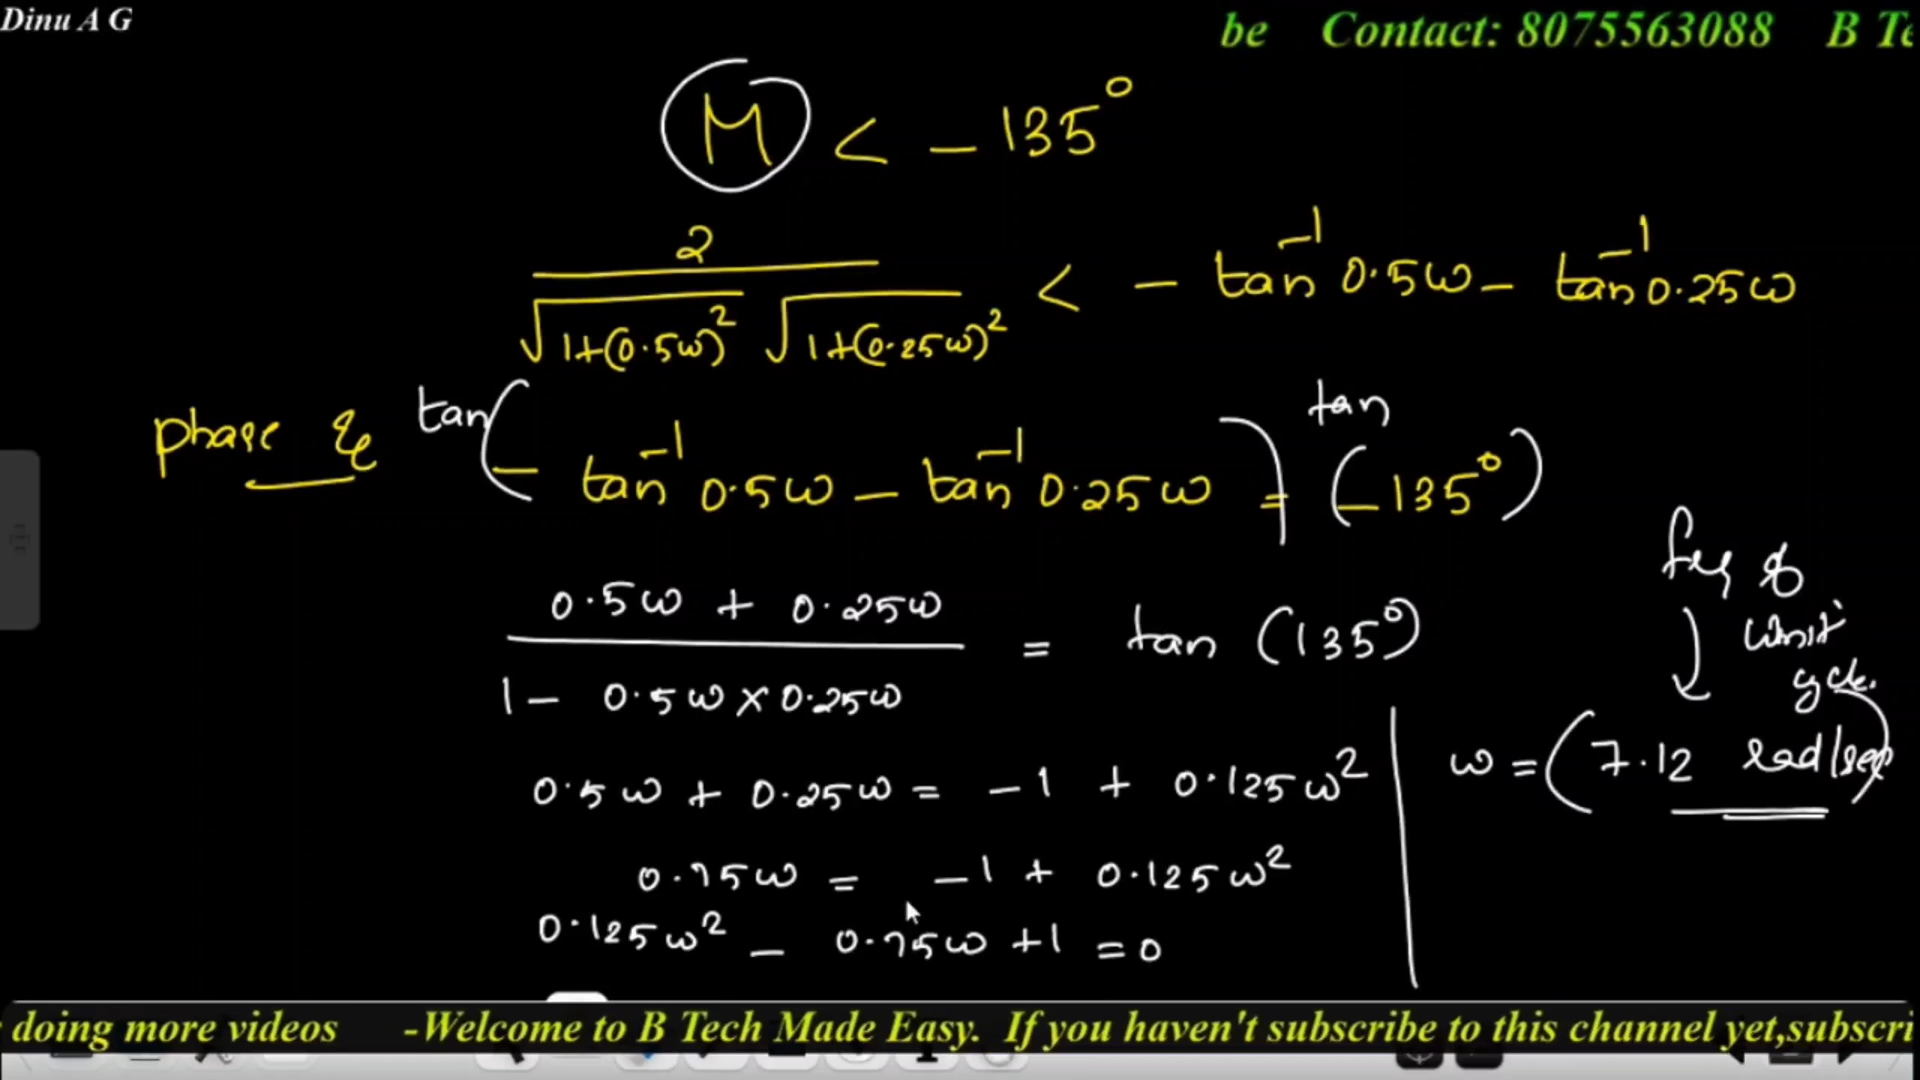 Dinu A G
be Contact: 8075563088 B Te
M < - 135°
2
√1+(0.5ω)² √1+(0.25ω)² < - tan⁻¹ 0.5ω - tan⁻¹ 0.25ω
phase & tan(- tan⁻¹ 0.5ω - tan⁻¹ 0.25ω) = tan(-135°)
0.5ω + 0.25ω
1 - 0.5ω × 0.25ω = tan (135°)
0.5ω + 0.25ω = -1 + 0.125ω²
0.75ω = -1 + 0.125ω²
0.125ω² - 0.75ω + 1 = 0
limit
ω = (7.12 rad/sec)
doing more videos -Welcome to B Tech Made Easy. If you haven't subscribe to this channel yet,subscri